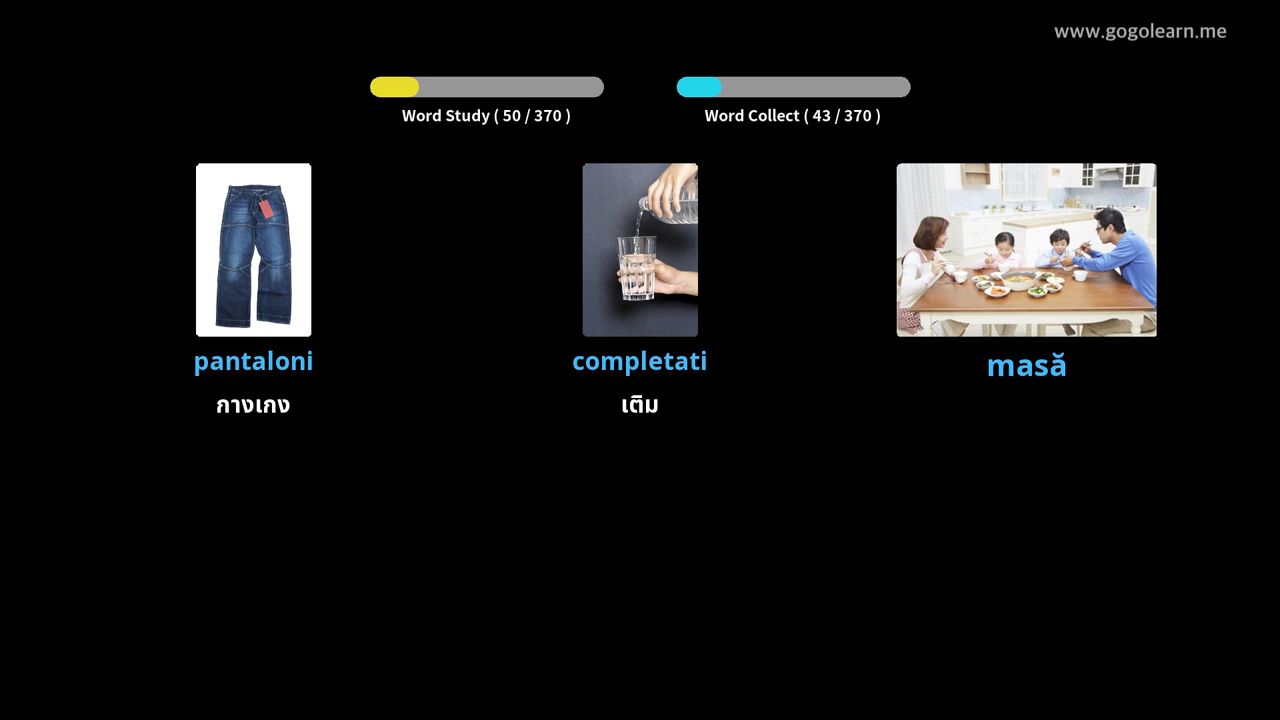 www.gogolearn.me
Word Study ( 50 / 370 )
Word Collect ( 43 / 370 )
pantaloni
completati
masă
กางเกง
เติม